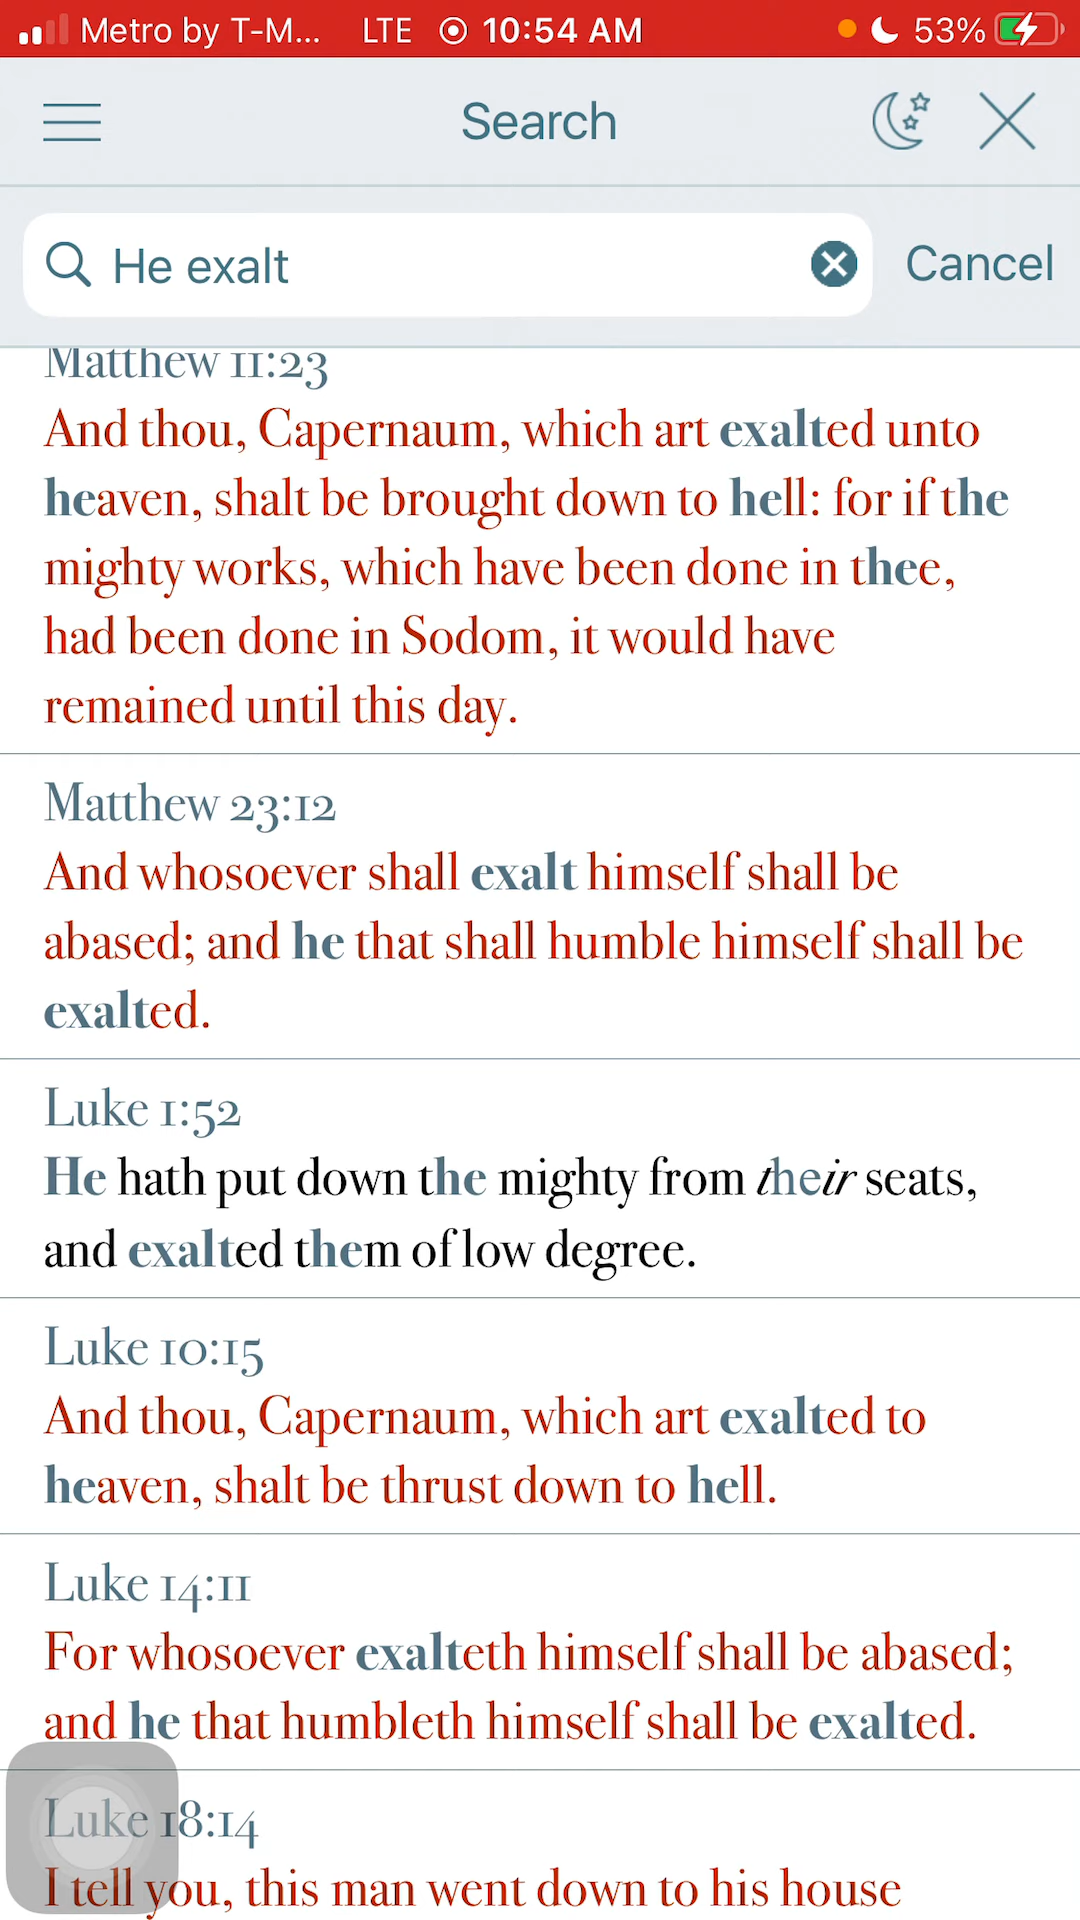 Metro by T-M... LTE 10:54 AM 53%
Search
He exalt
Cancel
Matthew 11:23
And thou, Capernaum, which art exalted unto
heaven, shalt be brought down to hell: for if the
mighty works, which have been done in thee,
had been done in Sodom, it would have
remained until this day.
Matthew 23:12
And whosoever shall exalt himself shall be
abased; and he that shall humble himself shall be
exalted.
Luke 1:52
He hath put down the mighty from their seats,
and exalted them of low degree.
Luke 10:15
And thou, Capernaum, which art exalted to
heaven, shalt be thrust down to hell.
Luke 14:11
For whosoever exalteth himself shall be abased;
and he that humbleth himself shall be exalted.
Luke 18:14
I tell you, this man went down to his house